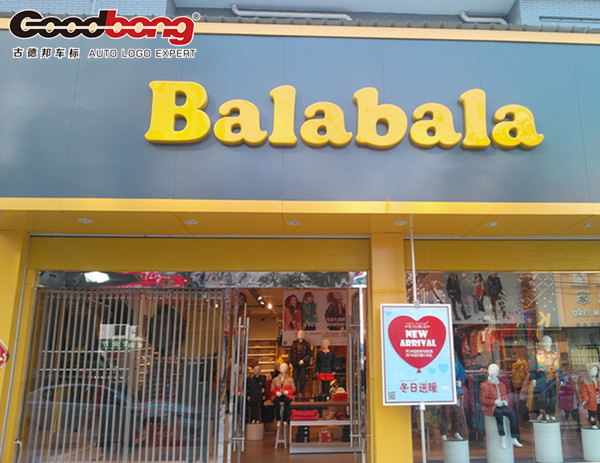 Goodbong®
古德邦车标 AUTO LOGO EXPERT
Balabala
NEW
ARRIVAL
冬日送暖